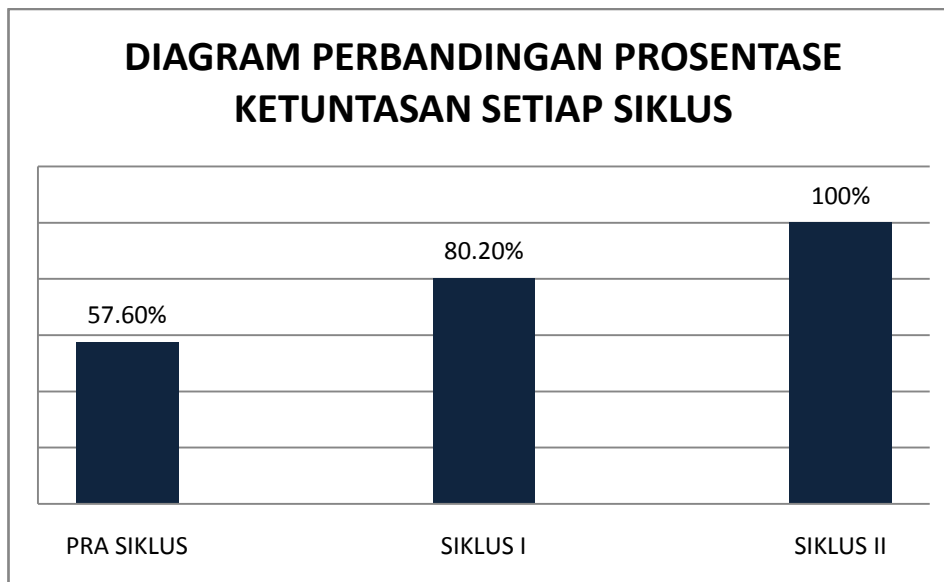 DIAGRAM PERBANDINGAN PROSENTASE
KETUNTASAN SETIAP SIKLUS
100%
80.20%
57.60%
PRA SIKLUS
SIKLUS I
SIKLUS II